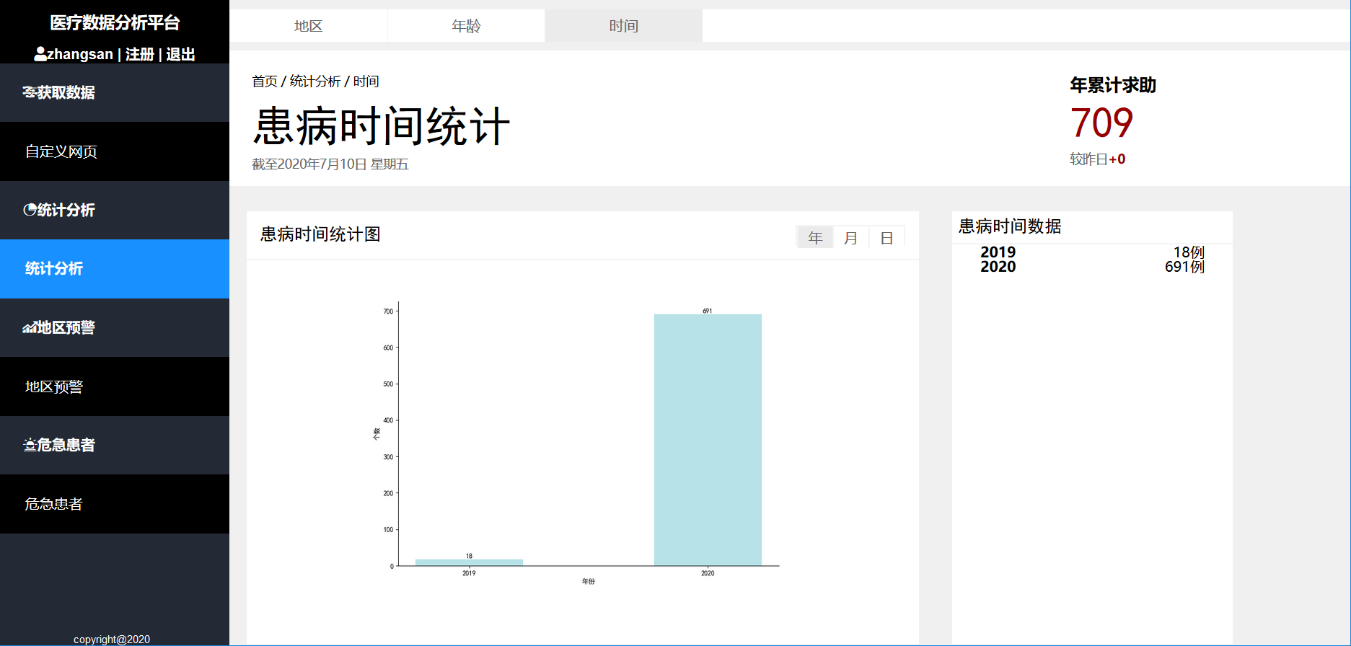 医疗数据分析平台
zhangsan | 注册 | 退出
获取数据
自定义网页
统计分析
统计分析
地区预警
地区预警
危急患者
危急患者
copyright@2020
地区
年龄
时间
首页 / 统计分析 / 时间
患病时间统计
截至2020年7月10日 星期五
年累计求助
709
较昨日+0
患病时间统计图
年 月 日
700
600
500
400
300
200
100
0
个数
18
691
2019
2020
年份
患病时间数据
2019 18例
2020 691例